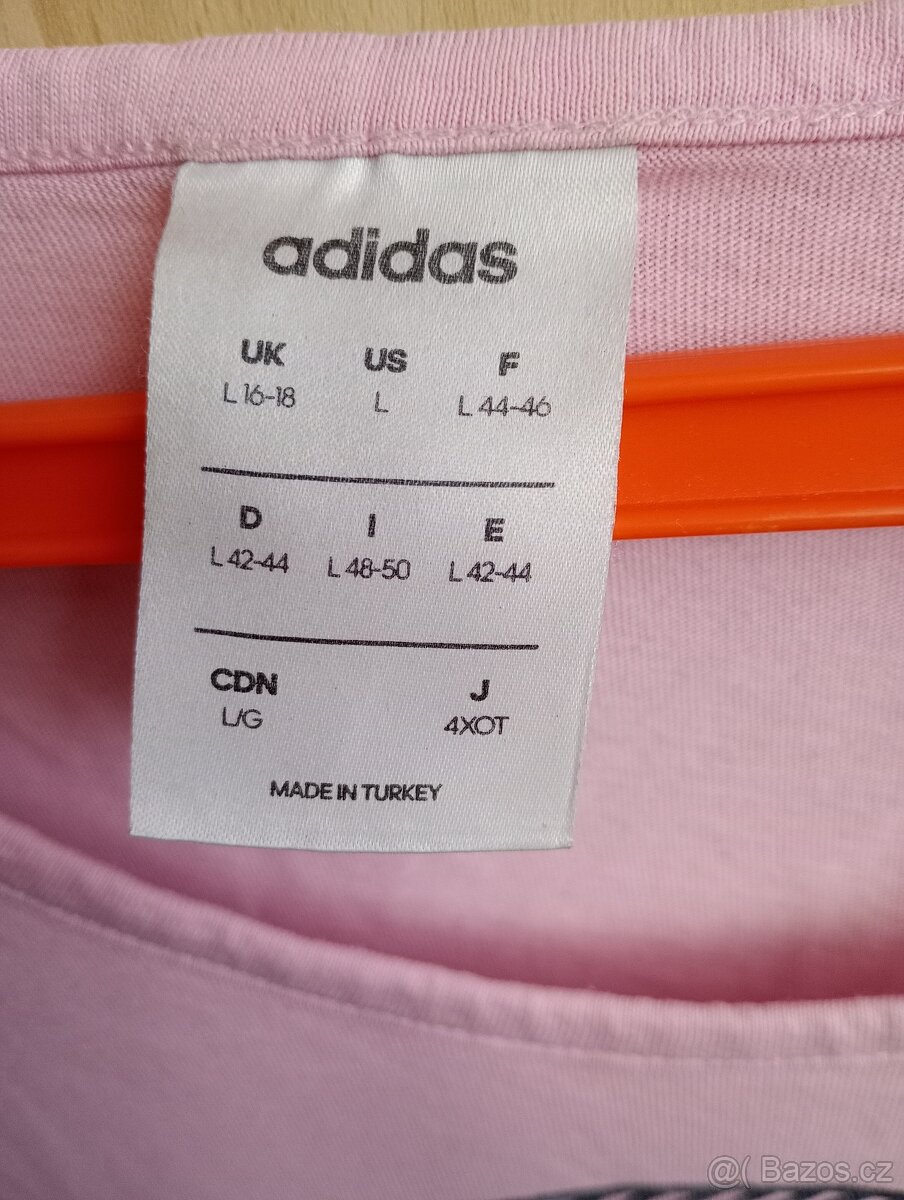 adidas
UK US F
L 16-18 L L 44-46
D I E
L 42-44 L 48-50 L 42-44
CDN J
L/G 4XOT
MADE IN TURKEY
@( Bazos.cz